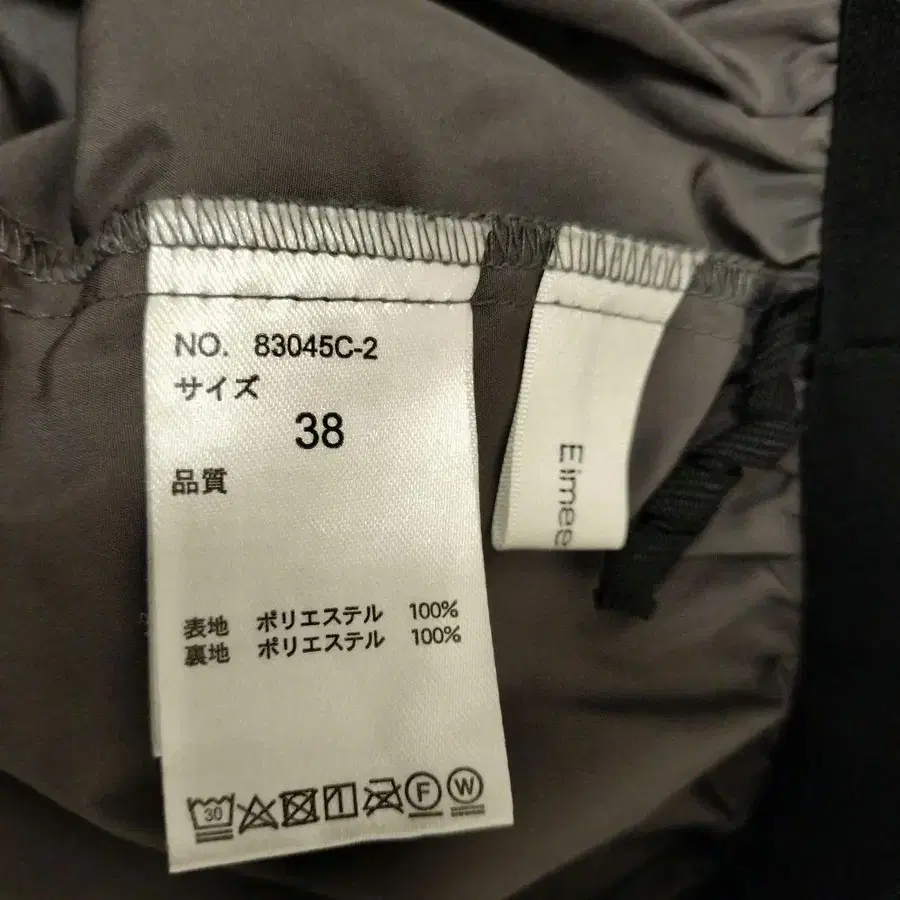 NO. 83045C-2
サイズ
38
品質
表地 ポリエステル 100%
裏地 ポリエステル 100%
30 F W
Eimee